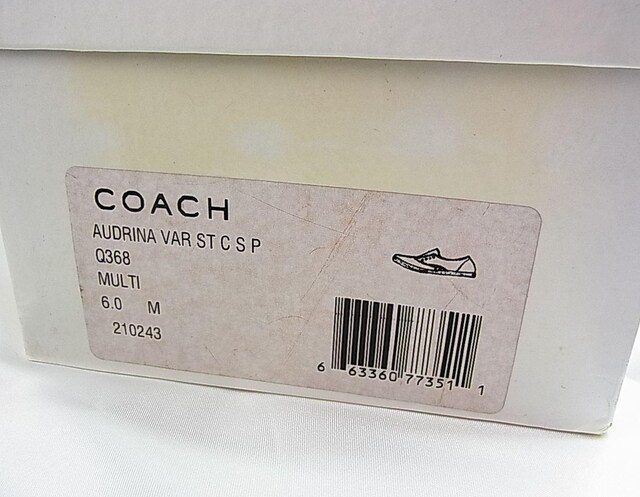 COACH
AUDRINA VAR ST C S P
Q368
MULTI
6.0 M
210243
6 63360 77351 1